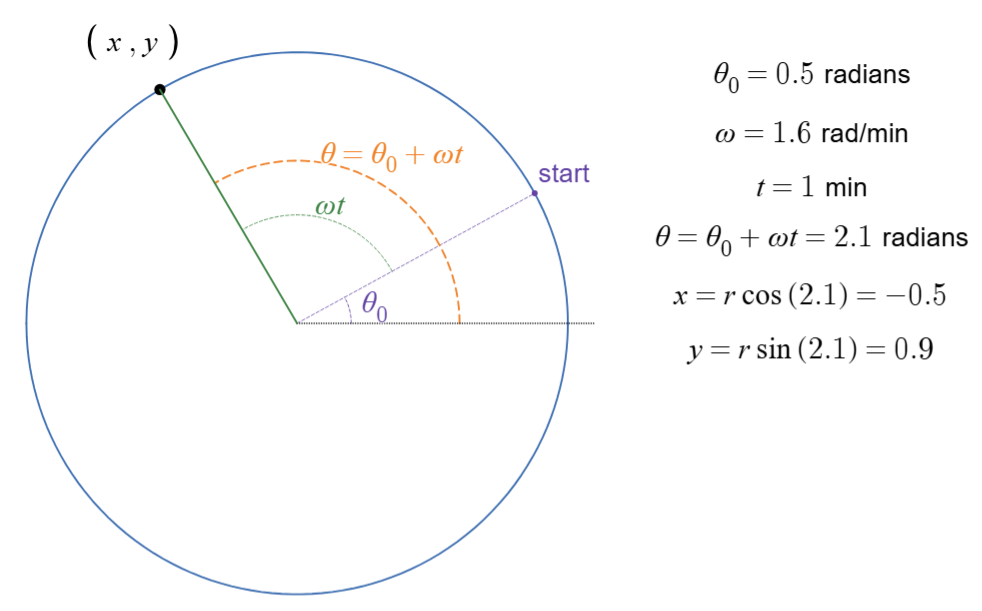 ( x , y )
θ = θ₀ + ωt
start
ωt
θ₀
θ₀ = 0.5 radians
ω = 1.6 rad/min
t = 1 min
θ = θ₀ + ωt = 2.1 radians
x = r cos (2.1) = −0.5
y = r sin (2.1) = 0.9